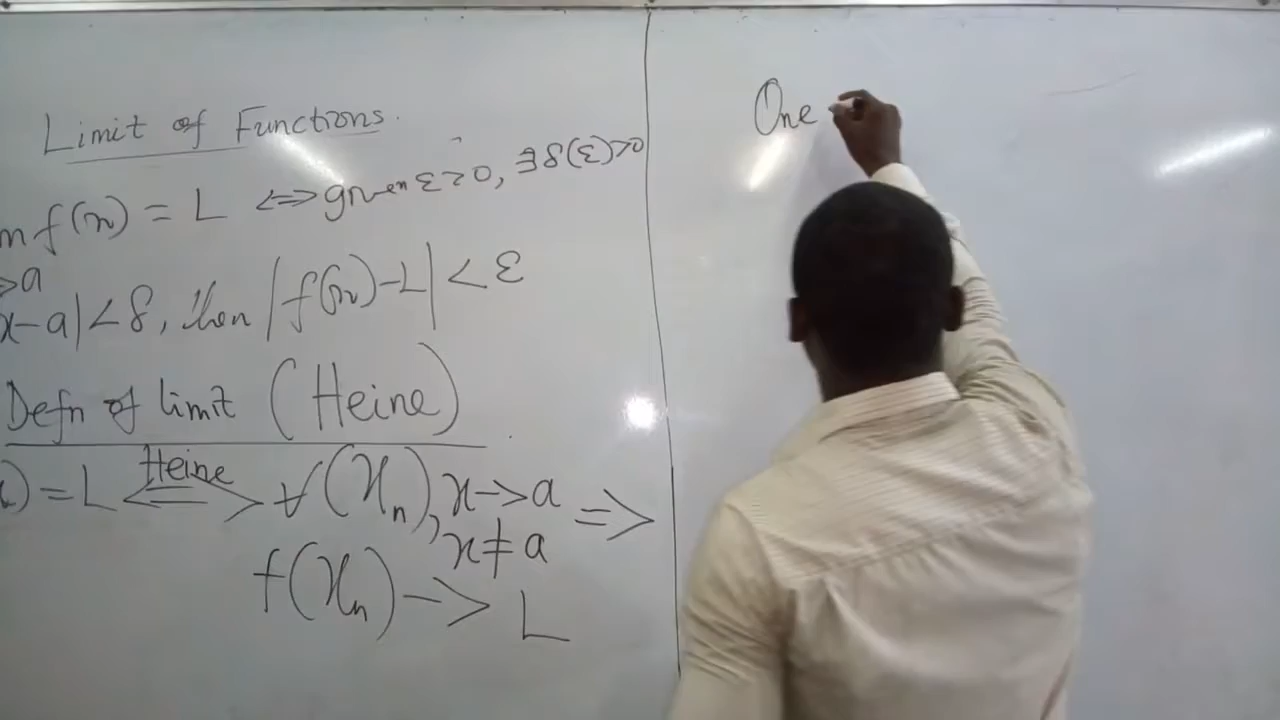 Limit of Functions.
m f(x) = L <=> given ε>0, ∃δ(ε)>0
>a
x-a|<δ, then |f(x)-L| < ε
Defn of limit (Heine)
x) = L <=> Heine ∀(xₙ), x->a =>
x≠a
f(xₙ) -> L
One